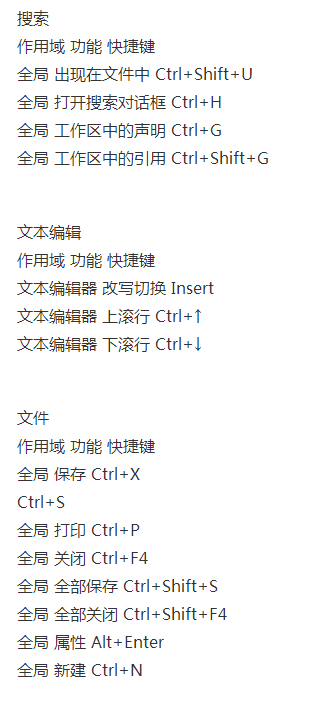 搜索
作用域 功能 快捷键
全局 出现在文件中 Ctrl+Shift+U
全局 打开搜索对话框 Ctrl+H
全局 工作区中的声明 Ctrl+G
全局 工作区中的引用 Ctrl+Shift+G
文本编辑
作用域 功能 快捷键
文本编辑器 改写切换 Insert
文本编辑器 上滚行 Ctrl+↑
文本编辑器 下滚行 Ctrl+↓
文件
作用域 功能 快捷键
全局 保存 Ctrl+X
Ctrl+S
全局 打印 Ctrl+P
全局 关闭 Ctrl+F4
全局 全部保存 Ctrl+Shift+S
全局 全部关闭 Ctrl+Shift+F4
全局 属性 Alt+Enter
全局 新建 Ctrl+N